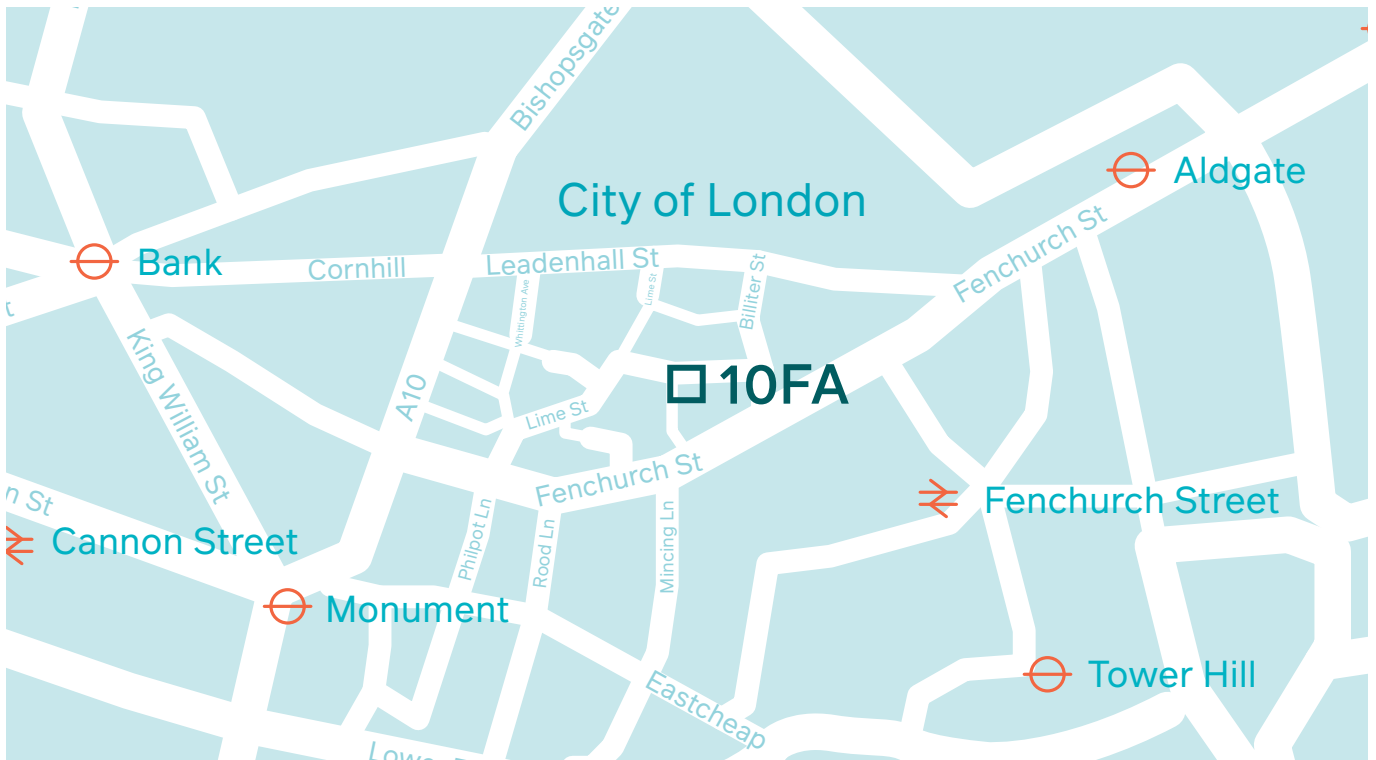 Bishopsgate
City of London
Aldgate
Fenchurch St
Bank
Cornhill
Leadenhall St
Lime St
Billiter St
Whittington Ave
King William St
A10
10FA
Lime St
Fenchurch St
n St
Cannon Street
Philpot Ln
Rood Ln
Mincing Ln
Fenchurch Street
Monument
Tower Hill
Eastcheap